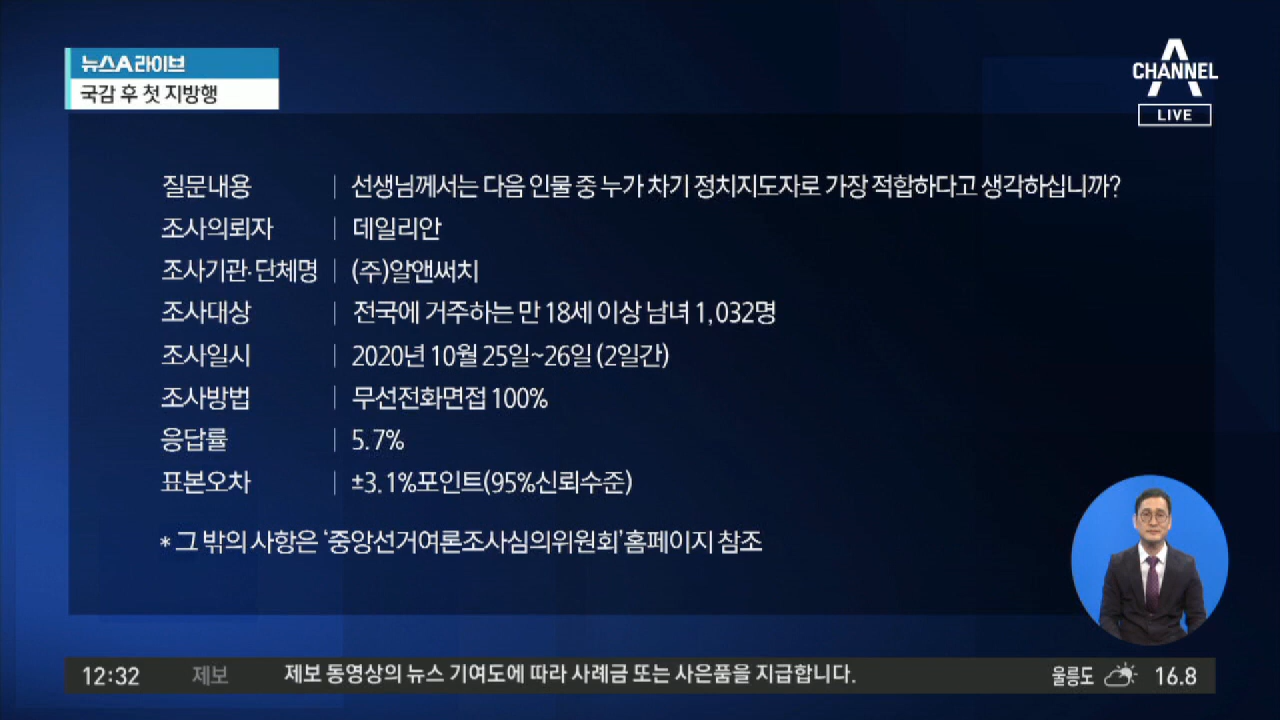 뉴스A 라이브
국감 후 첫 지방행
CHANNEL A
LIVE
질문내용 | 선생님께서는 다음 인물 중 누가 차기 정치지도자로 가장 적합하다고 생각하십니까?
조사의뢰자 | 데일리안
조사기관·단체명 | (주)알앤써치
조사대상 | 전국에 거주하는 만 18세 이상 남녀 1,032명
조사일시 | 2020년 10월 25일~26일 (2일간)
조사방법 | 무선전화면접 100%
응답률 | 5.7%
표본오차 | ±3.1%포인트(95%신뢰수준)
* 그 밖의 사항은 ‘중앙선거여론조사심의위원회’홈페이지 참조
12:32 제보 제보 동영상의 뉴스 기여도에 따라 사례금 또는 사은품을 지급합니다. 울릉도 16.8